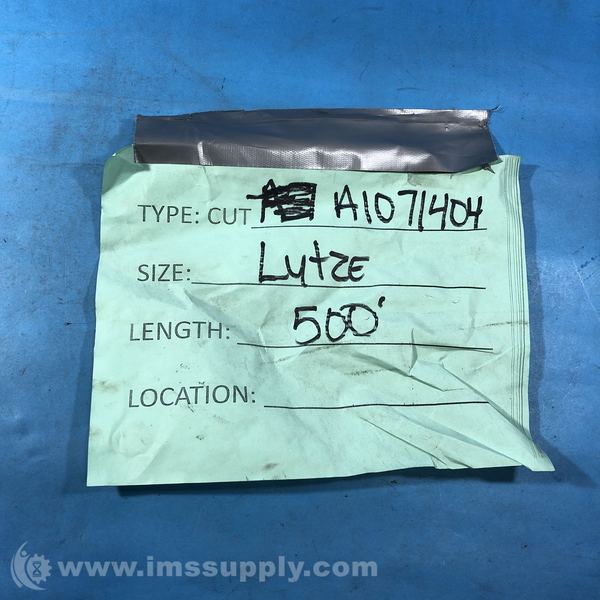 TYPE: CUT A1071404
SIZE: Lutze
LENGTH: 500'
LOCATION:
www.imssupply.com